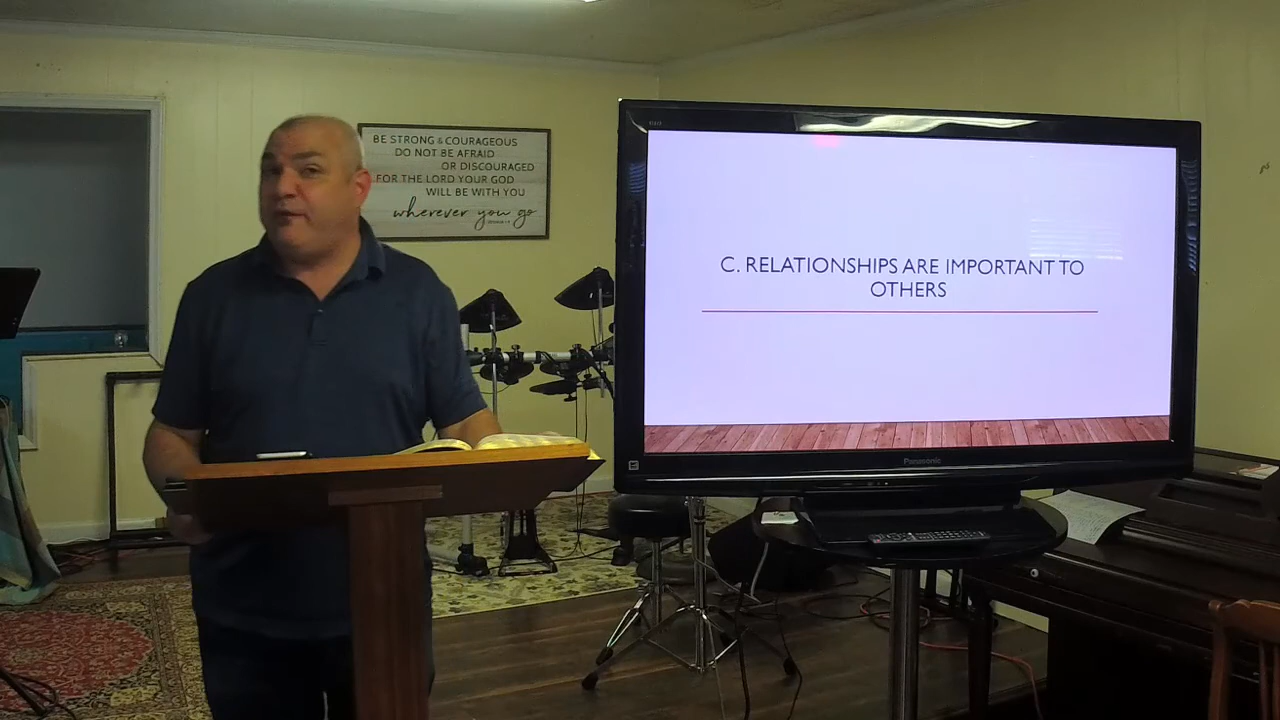 BE STRONG & COURAGEOUS
DO NOT BE AFRAID
OR DISCOURAGED
FOR THE LORD YOUR GOD
WILL BE WITH YOU
wherever you go
C. RELATIONSHIPS ARE IMPORTANT TO
OTHERS
Panasonic